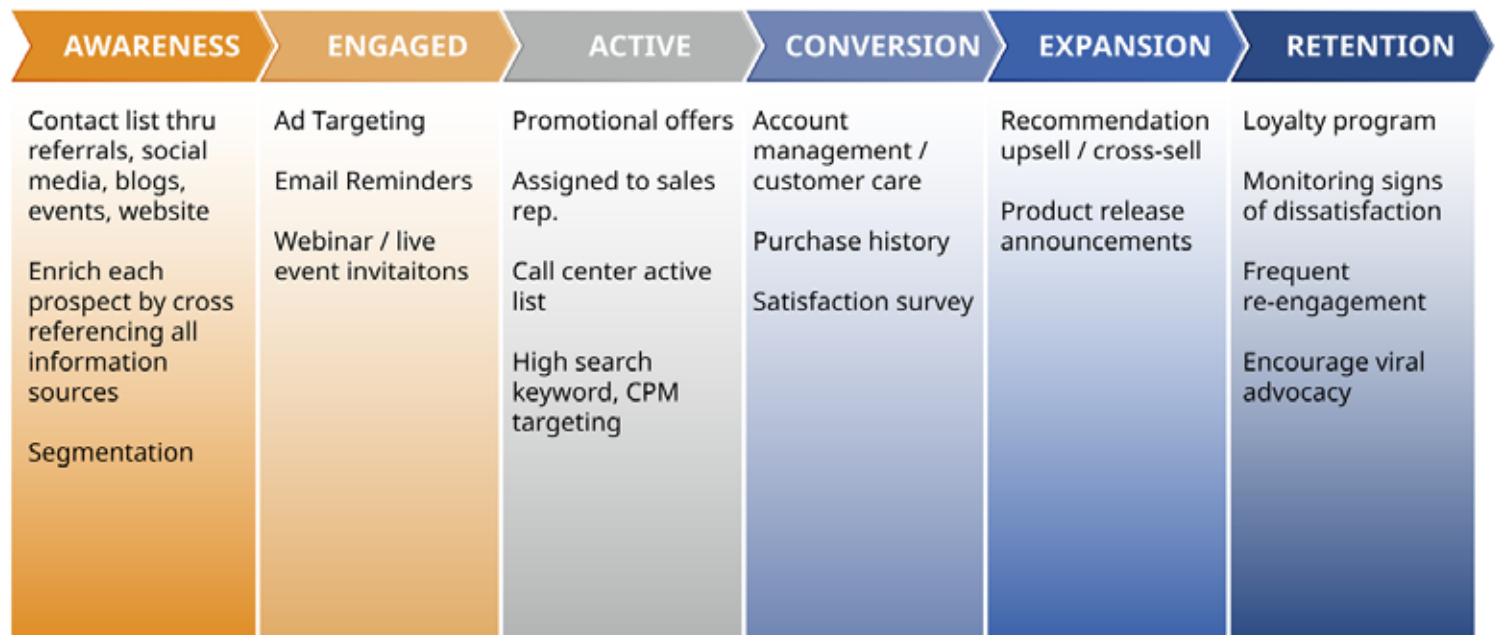 AWARENESS
ENGAGED
ACTIVE
CONVERSION
EXPANSION
RETENTION
Contact list thru
referrals, social
media, blogs,
events, website
Enrich each
prospect by cross
referencing all
information
sources
Segmentation
Ad Targeting
Email Reminders
Webinar / live
event invitaitons
Promotional offers
Assigned to sales
rep.
Call center active
list
High search
keyword, CPM
targeting
Account
management /
customer care
Purchase history
Satisfaction survey
Recommendation
upsell / cross-sell
Product release
announcements
Loyalty program
Monitoring signs
of dissatisfaction
Frequent
re-engagement
Encourage viral
advocacy